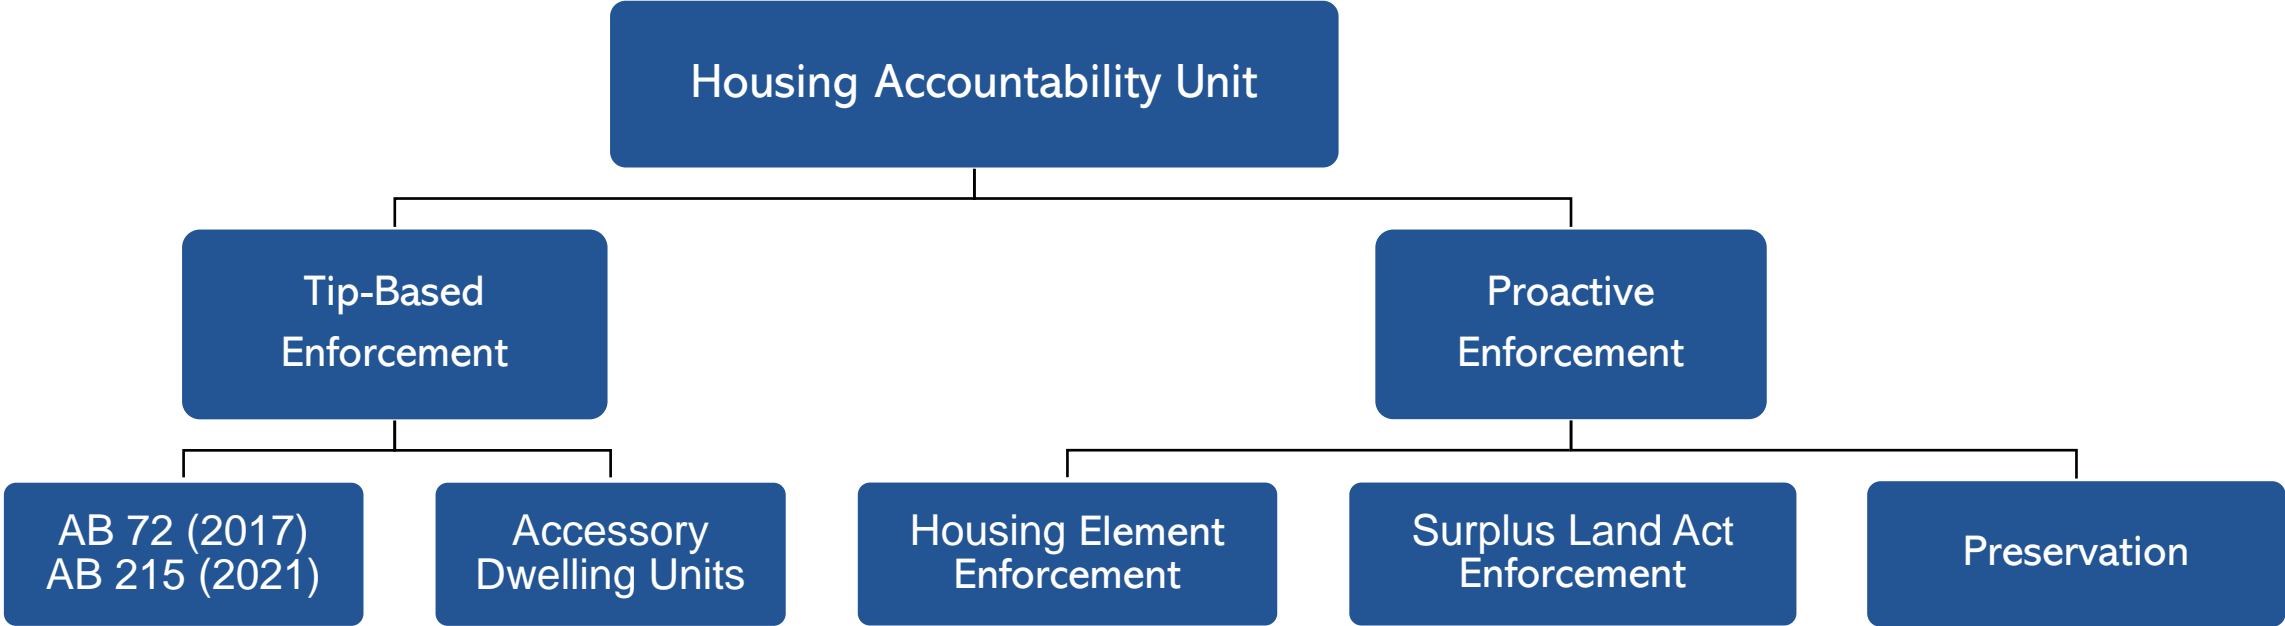 Housing Accountability Unit
Tip-Based
Enforcement
Proactive
Enforcement
AB 72 (2017)
AB 215 (2021)
Accessory
Dwelling Units
Housing Element
Enforcement
Surplus Land Act
Enforcement
Preservation